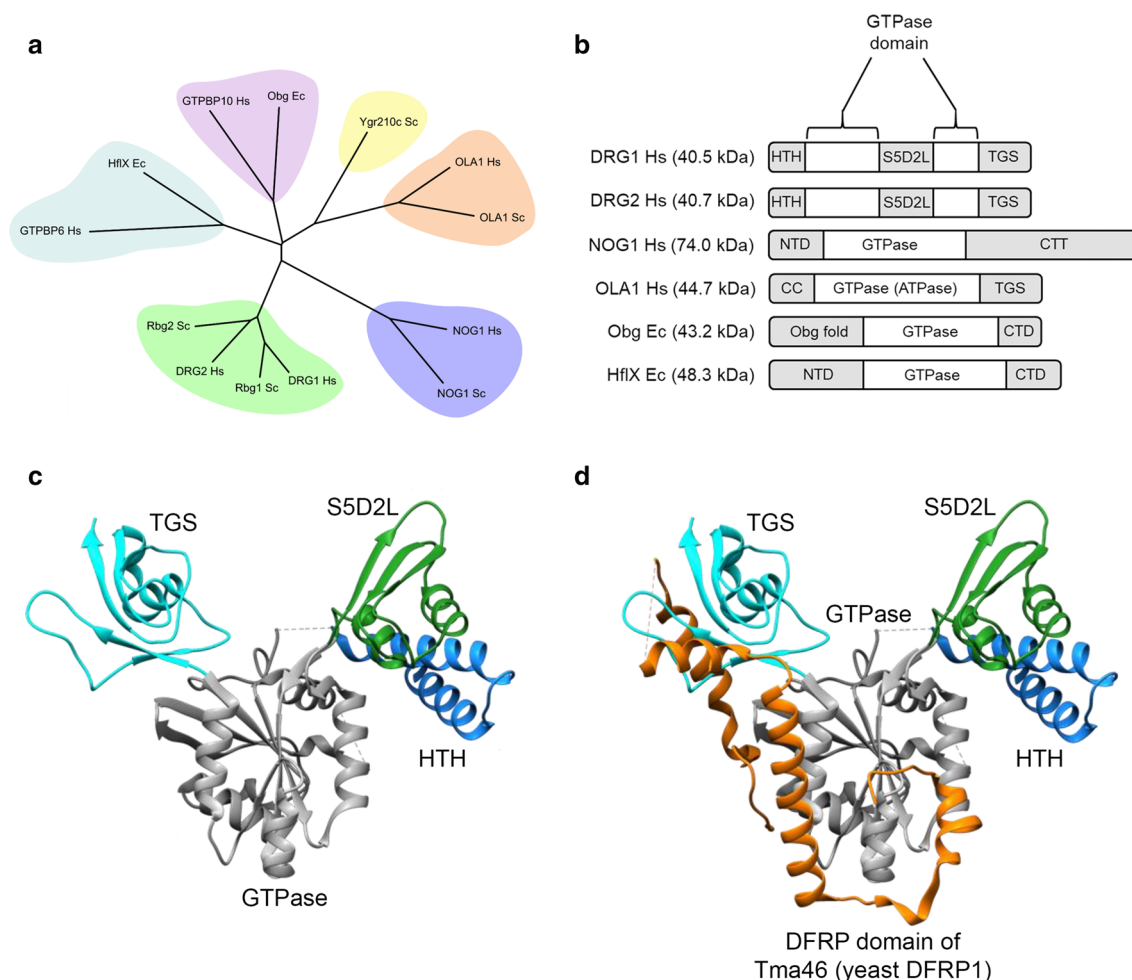 a
GTPBP10 Hs
Obg Ec
Ygr210c Sc
HflX Ec
OLA1 Hs
OLA1 Sc
GTPBP6 Hs
Rbg2 Sc
DRG2 Hs
Rbg1 Sc
DRG1 Hs
NOG1 Hs
NOG1 Sc
b
GTPase
domain
DRG1 Hs (40.5 kDa) HTH S5D2L TGS
DRG2 Hs (40.7 kDa) HTH S5D2L TGS
NOG1 Hs (74.0 kDa) NTD GTPase CTT
OLA1 Hs (44.7 kDa) CC GTPase (ATPase) TGS
Obg Ec (43.2 kDa) Obg fold GTPase CTD
HflX Ec (48.3 kDa) NTD GTPase CTD
c
TGS
S5D2L
HTH
GTPase
d
TGS
S5D2L
GTPase
HTH
DFRP domain of
Tma46 (yeast DFRP1)